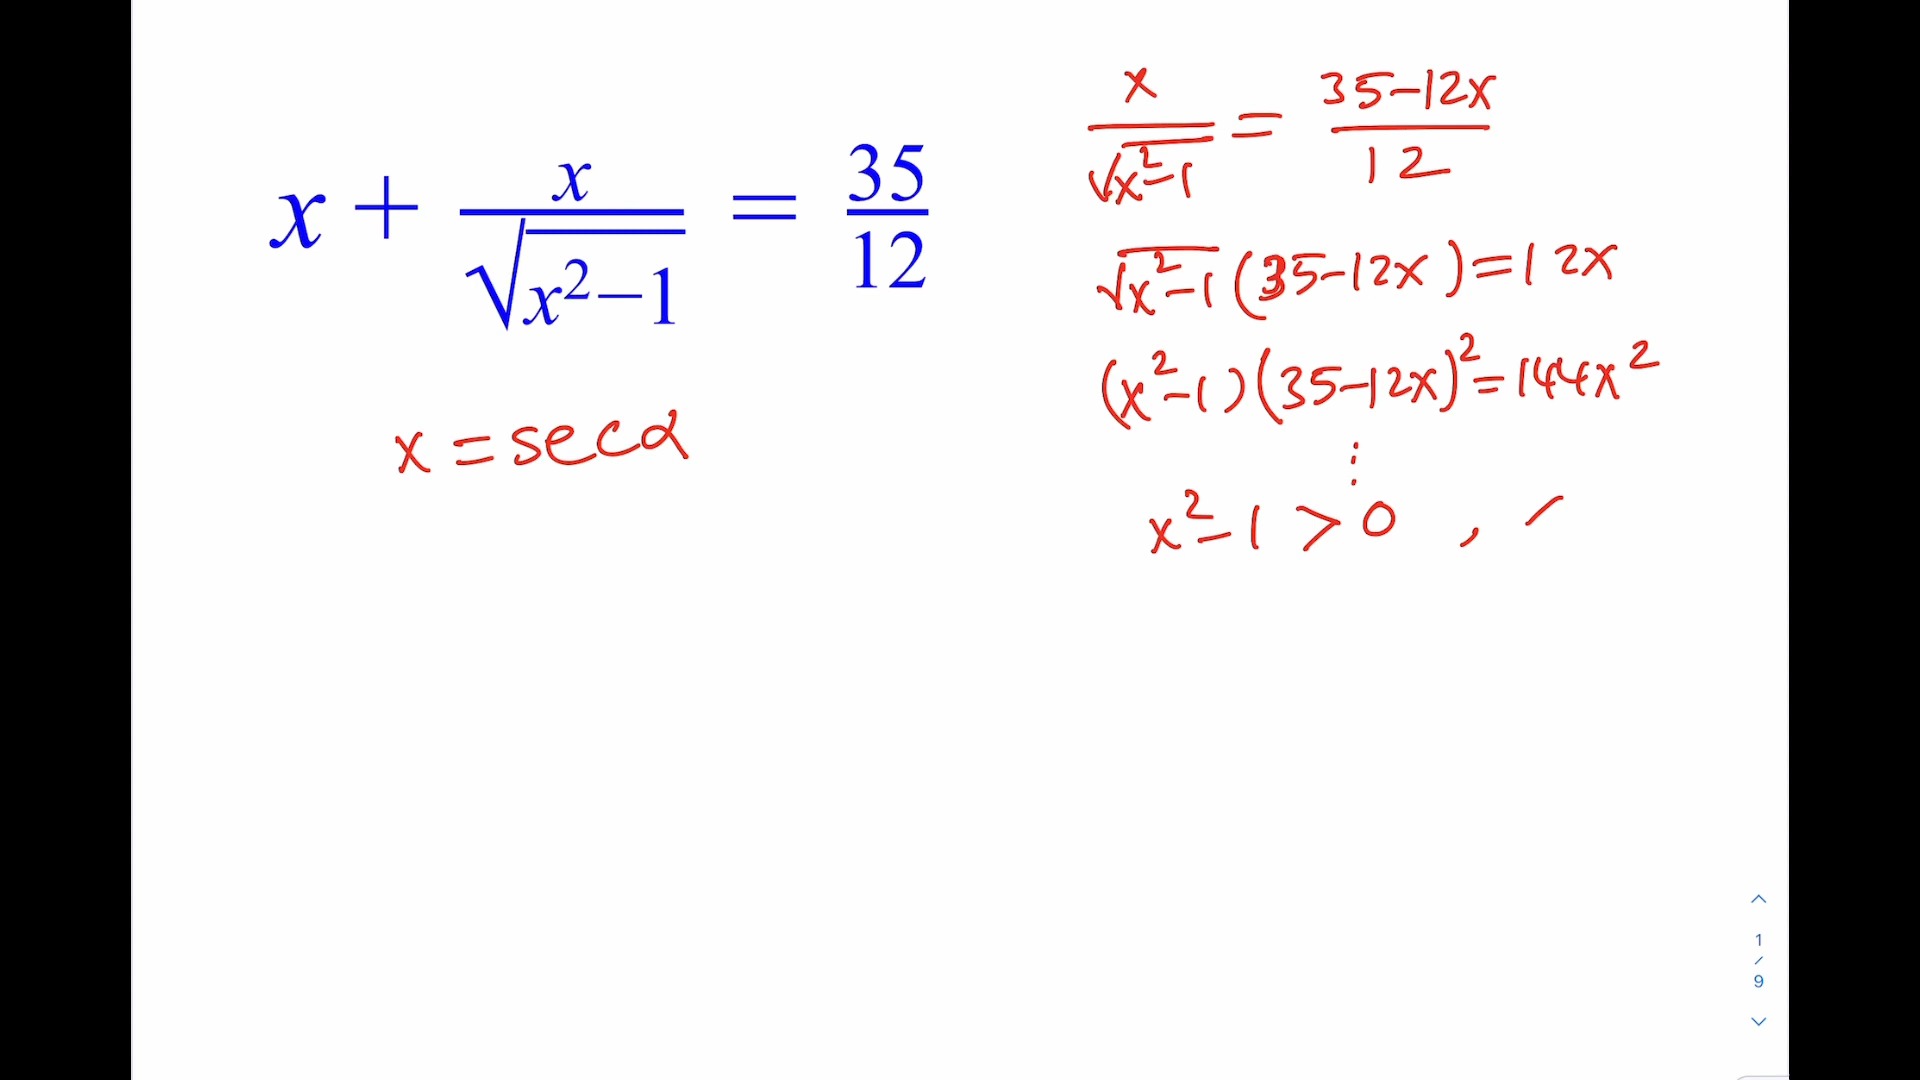 x + x/√(x²−1) = 35/12
x = sec α
x/√(x²−1) = (35−12x)/12
√(x²−1) (35−12x) = 12x
(x²−1)(35−12x)² = 144x²
⋮
x²−1 > 0 ,
1
/
9